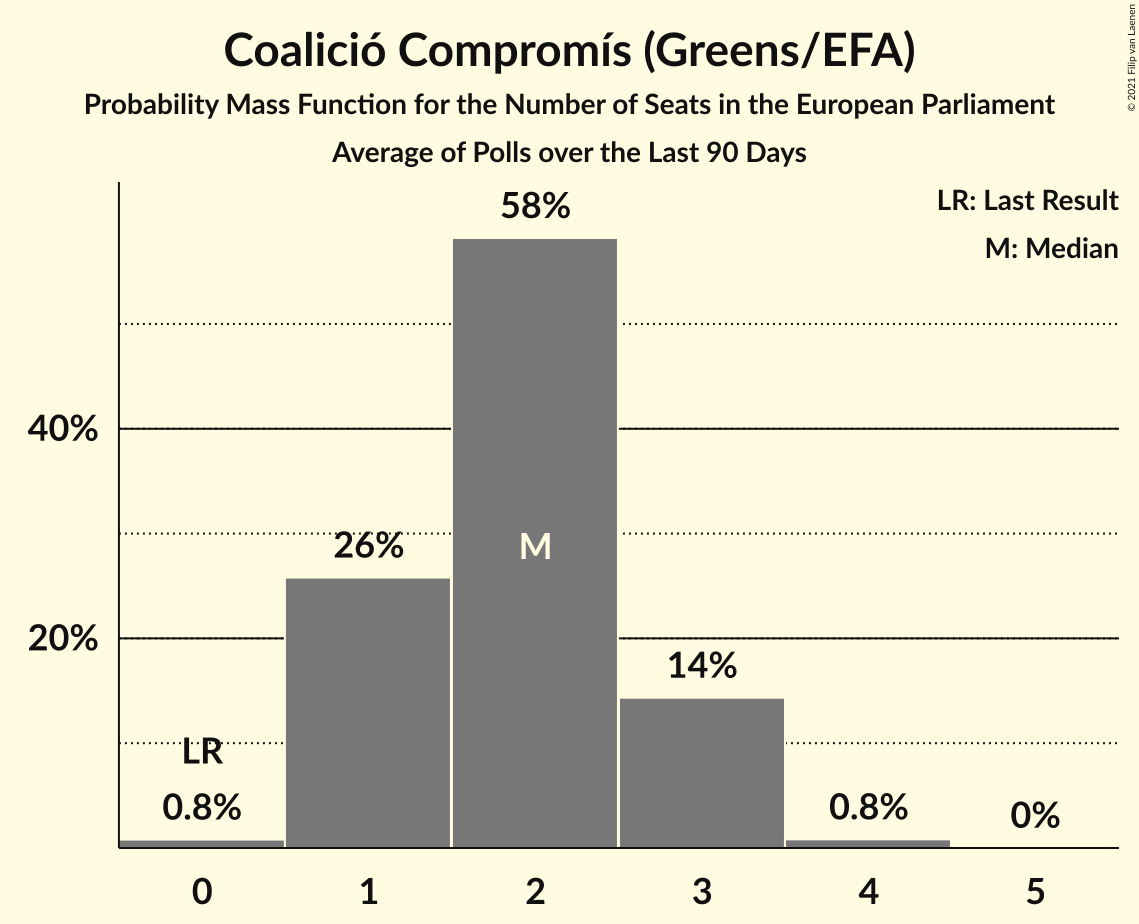 Coalició Compromís (Greens/EFA)
Probability Mass Function for the Number of Seats in the European Parliament
Average of Polls over the Last 90 Days
© 2021 Filip van Laenen
LR: Last Result
M: Median
58%
40%
26%
M
20%
14%
LR
0.8%
0.8%
0%
0 1 2 3 4 5